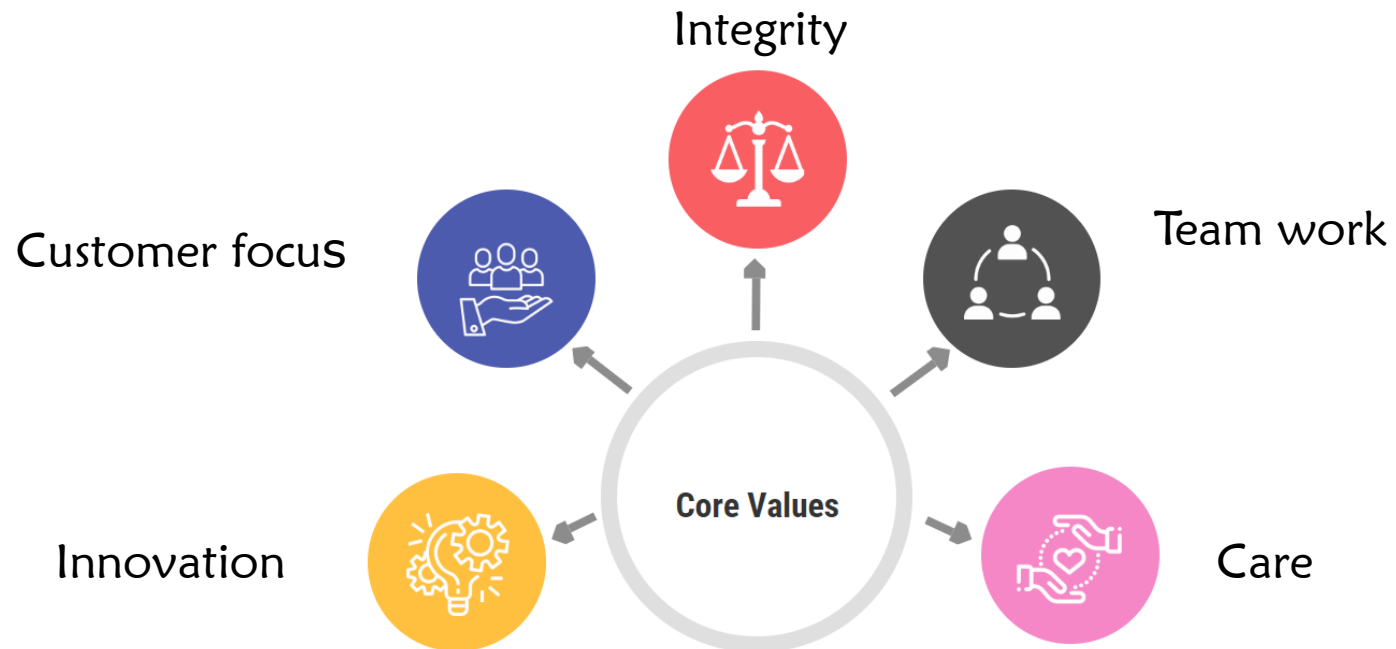 Integrity
Customer focus
Team work
Core Values
Innovation
Care